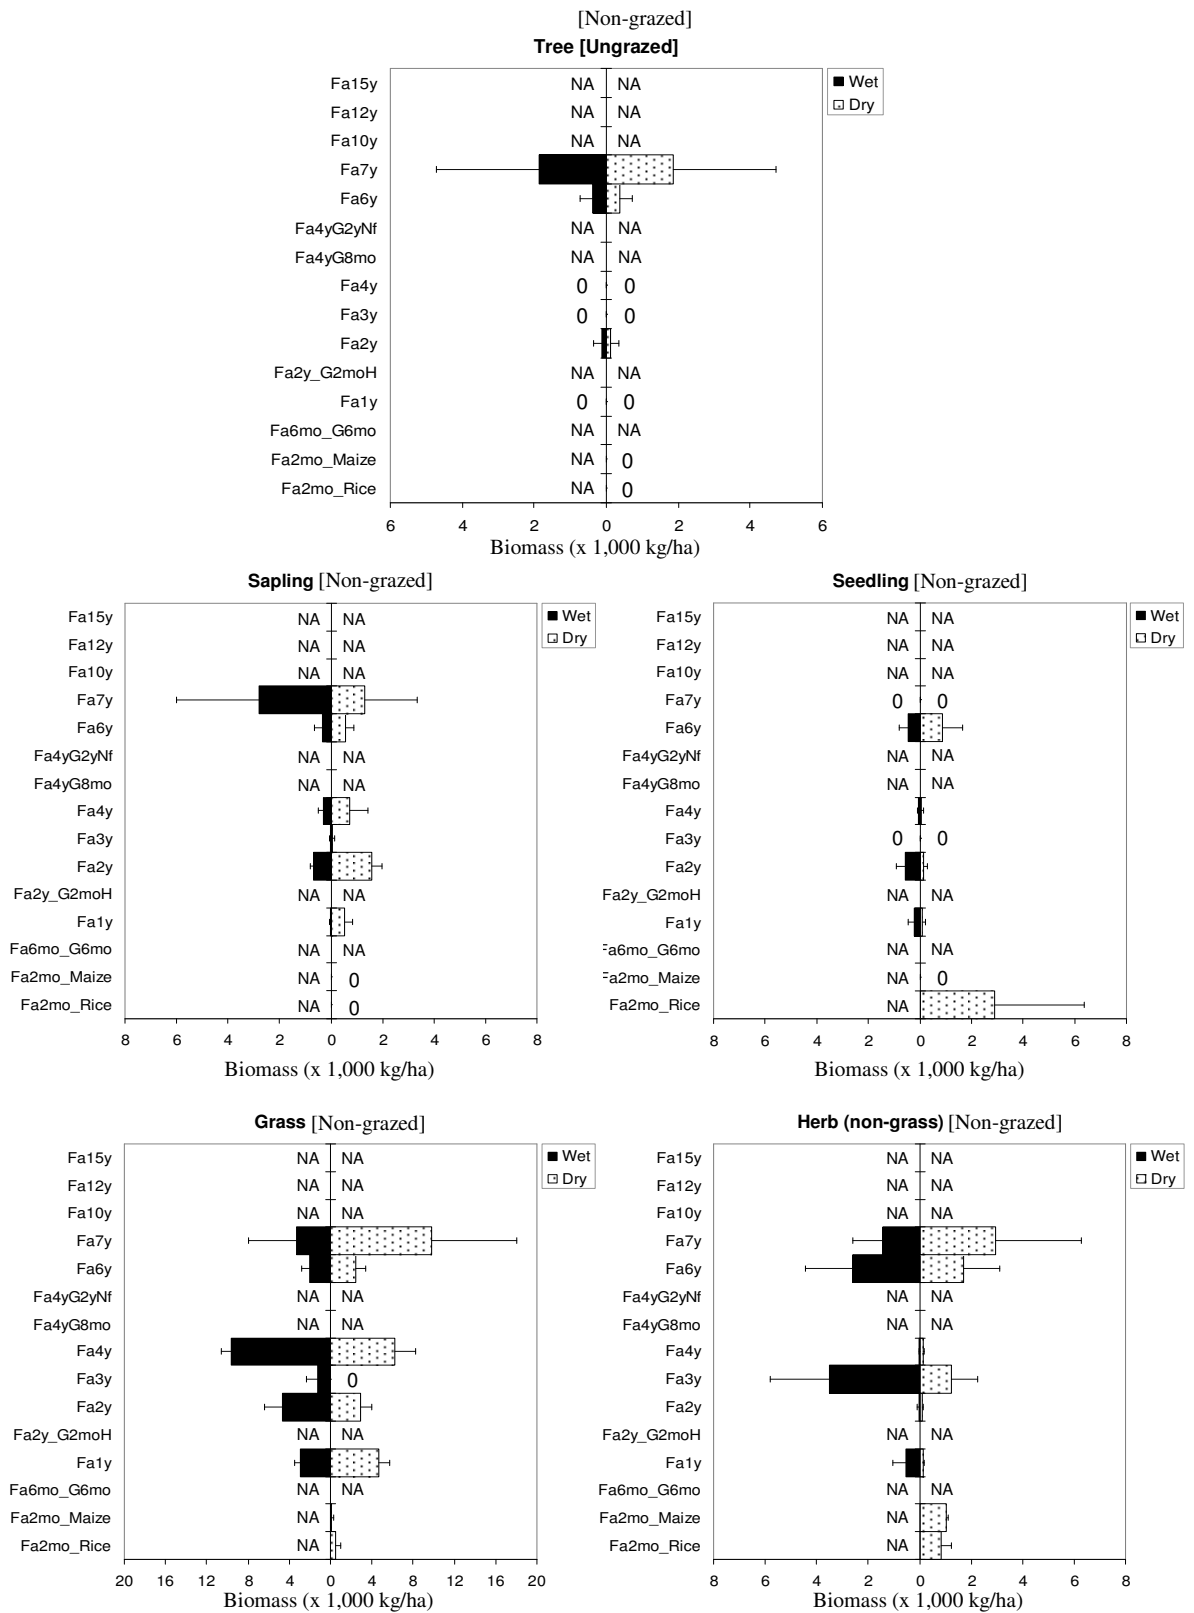 [Non-grazed]
Tree [Ungrazed]
Wet
Dry
Fa15y NA NA
Fa12y NA NA
Fa10y NA NA
Fa7y
Fa6y
Fa4yG2yNf NA NA
Fa4yG8mo NA NA
Fa4y 0 0
Fa3y 0 0
Fa2y
Fa2y_G2moH NA NA
Fa1y 0 0
Fa6mo_G6mo NA NA
Fa2mo_Maize NA 0
Fa2mo_Rice NA 0
6 4 2 0 2 4 6
Biomass (x 1,000 kg/ha)
Sapling [Non-grazed]
Wet
Dry
Fa15y NA NA
Fa12y NA NA
Fa10y NA NA
Fa7y
Fa6y
Fa4yG2yNf NA NA
Fa4yG8mo NA NA
Fa4y
Fa3y
Fa2y
Fa2y_G2moH NA NA
Fa1y
Fa6mo_G6mo NA NA
Fa2mo_Maize NA 0
Fa2mo_Rice NA 0
8 6 4 2 0 2 4 6 8
Biomass (x 1,000 kg/ha)
Seedling [Non-grazed]
Wet
Dry
Fa15y NA NA
Fa12y NA NA
Fa10y NA NA
Fa7y 0 0
Fa6y
Fa4yG2yNf NA NA
Fa4yG8mo NA NA
Fa4y
Fa3y 0 0
Fa2y
Fa2y_G2moH NA NA
Fa1y
Fa6mo_G6mo NA NA
Fa2mo_Maize NA 0
Fa2mo_Rice NA
8 6 4 2 0 2 4 6 8
Biomass (x 1,000 kg/ha)
Grass [Non-grazed]
Wet
Dry
Fa15y NA NA
Fa12y NA NA
Fa10y NA NA
Fa7y
Fa6y
Fa4yG2yNf NA NA
Fa4yG8mo NA NA
Fa4y
Fa3y 0
Fa2y
Fa2y_G2moH NA NA
Fa1y
Fa6mo_G6mo NA NA
Fa2mo_Maize NA
Fa2mo_Rice NA
20 16 12 8 4 0 4 8 12 16 20
Biomass (x 1,000 kg/ha)
Herb (non-grass) [Non-grazed]
Wet
Dry
Fa15y NA NA
Fa12y NA NA
Fa10y NA NA
Fa7y
Fa6y
Fa4yG2yNf NA NA
Fa4yG8mo NA NA
Fa4y
Fa3y
Fa2y
Fa2y_G2moH NA NA
Fa1y
Fa6mo_G6mo NA NA
Fa2mo_Maize NA
Fa2mo_Rice NA
8 6 4 2 0 2 4 6 8
Biomass (x 1,000 kg/ha)